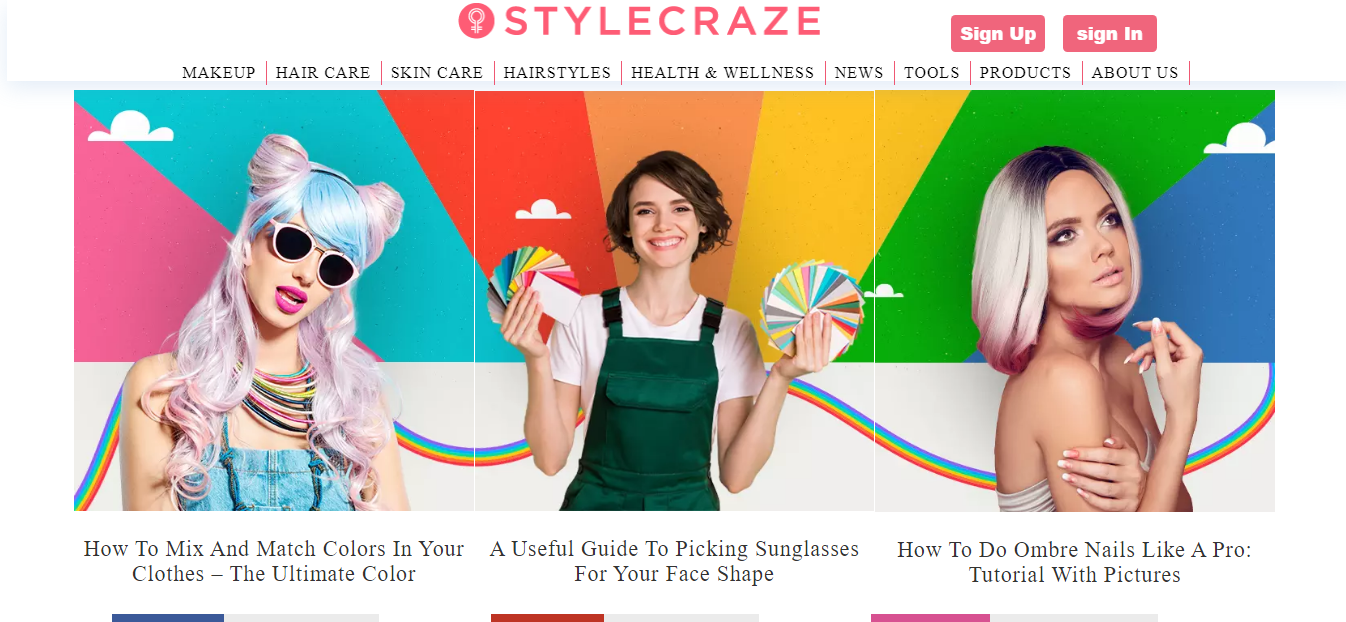 STYLECRAZE
Sign Up sign In
MAKEUP HAIR CARE SKIN CARE HAIRSTYLES HEALTH & WELLNESS NEWS TOOLS PRODUCTS ABOUT US
How To Mix And Match Colors In Your
Clothes – The Ultimate Color
A Useful Guide To Picking Sunglasses
For Your Face Shape
How To Do Ombre Nails Like A Pro:
Tutorial With Pictures